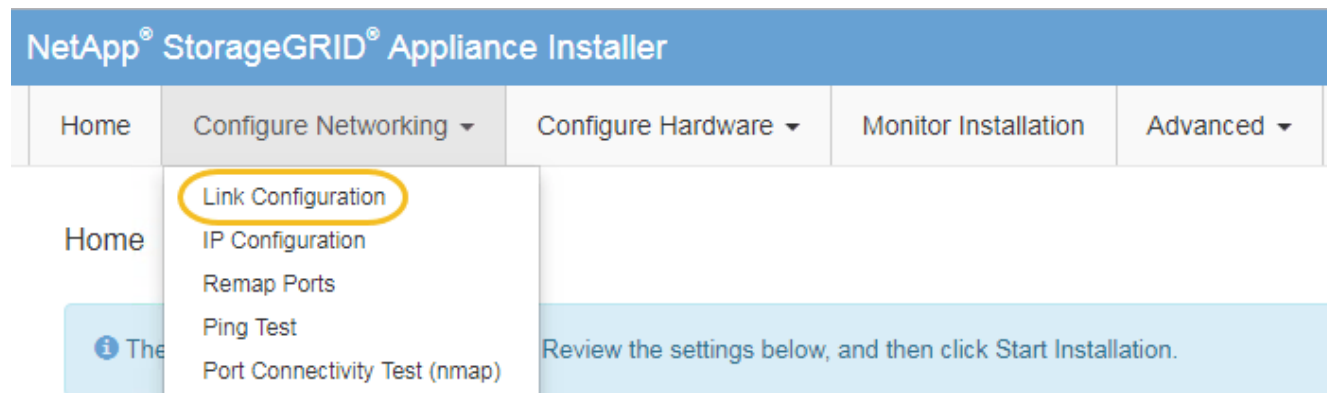 NetApp® StorageGRID® Appliance Installer
Home Configure Networking Configure Hardware Monitor Installation Advanced
Link Configuration
Home IP Configuration
Remap Ports
Ping Test
The Review the settings below, and then click Start Installation.
Port Connectivity Test (nmap)